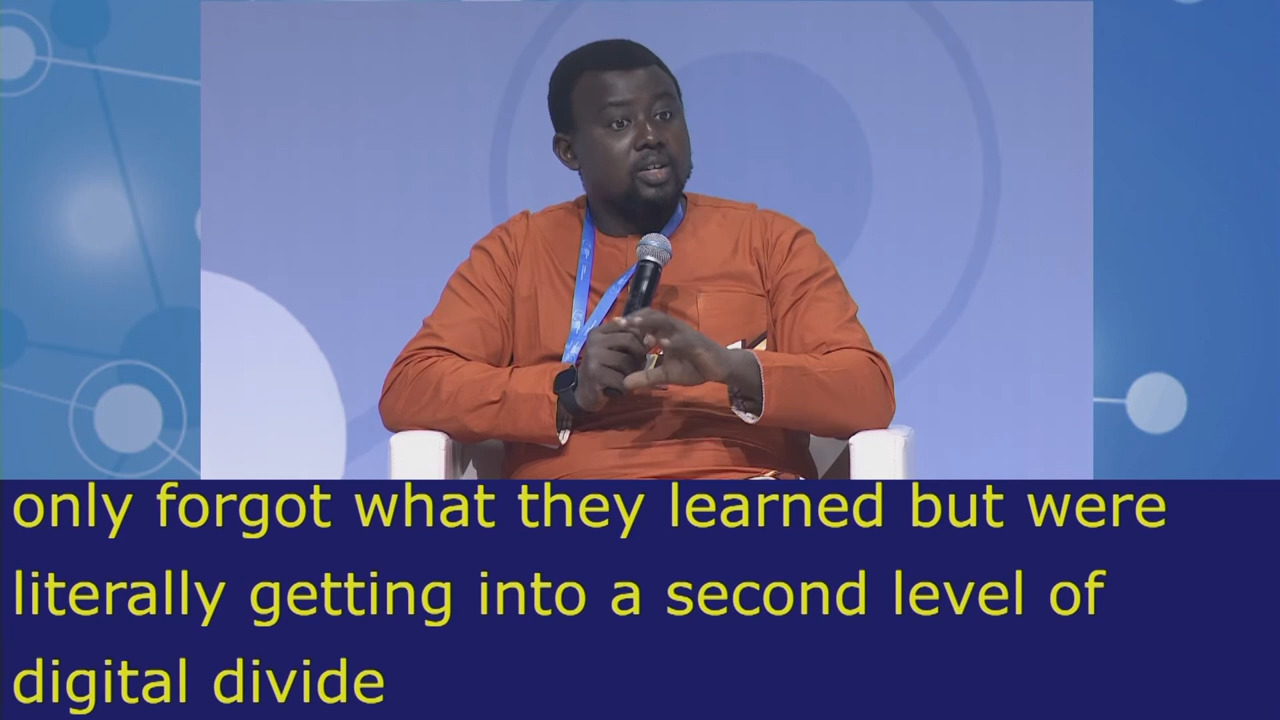 only forgot what they learned but were
literally getting into a second level of
digital divide